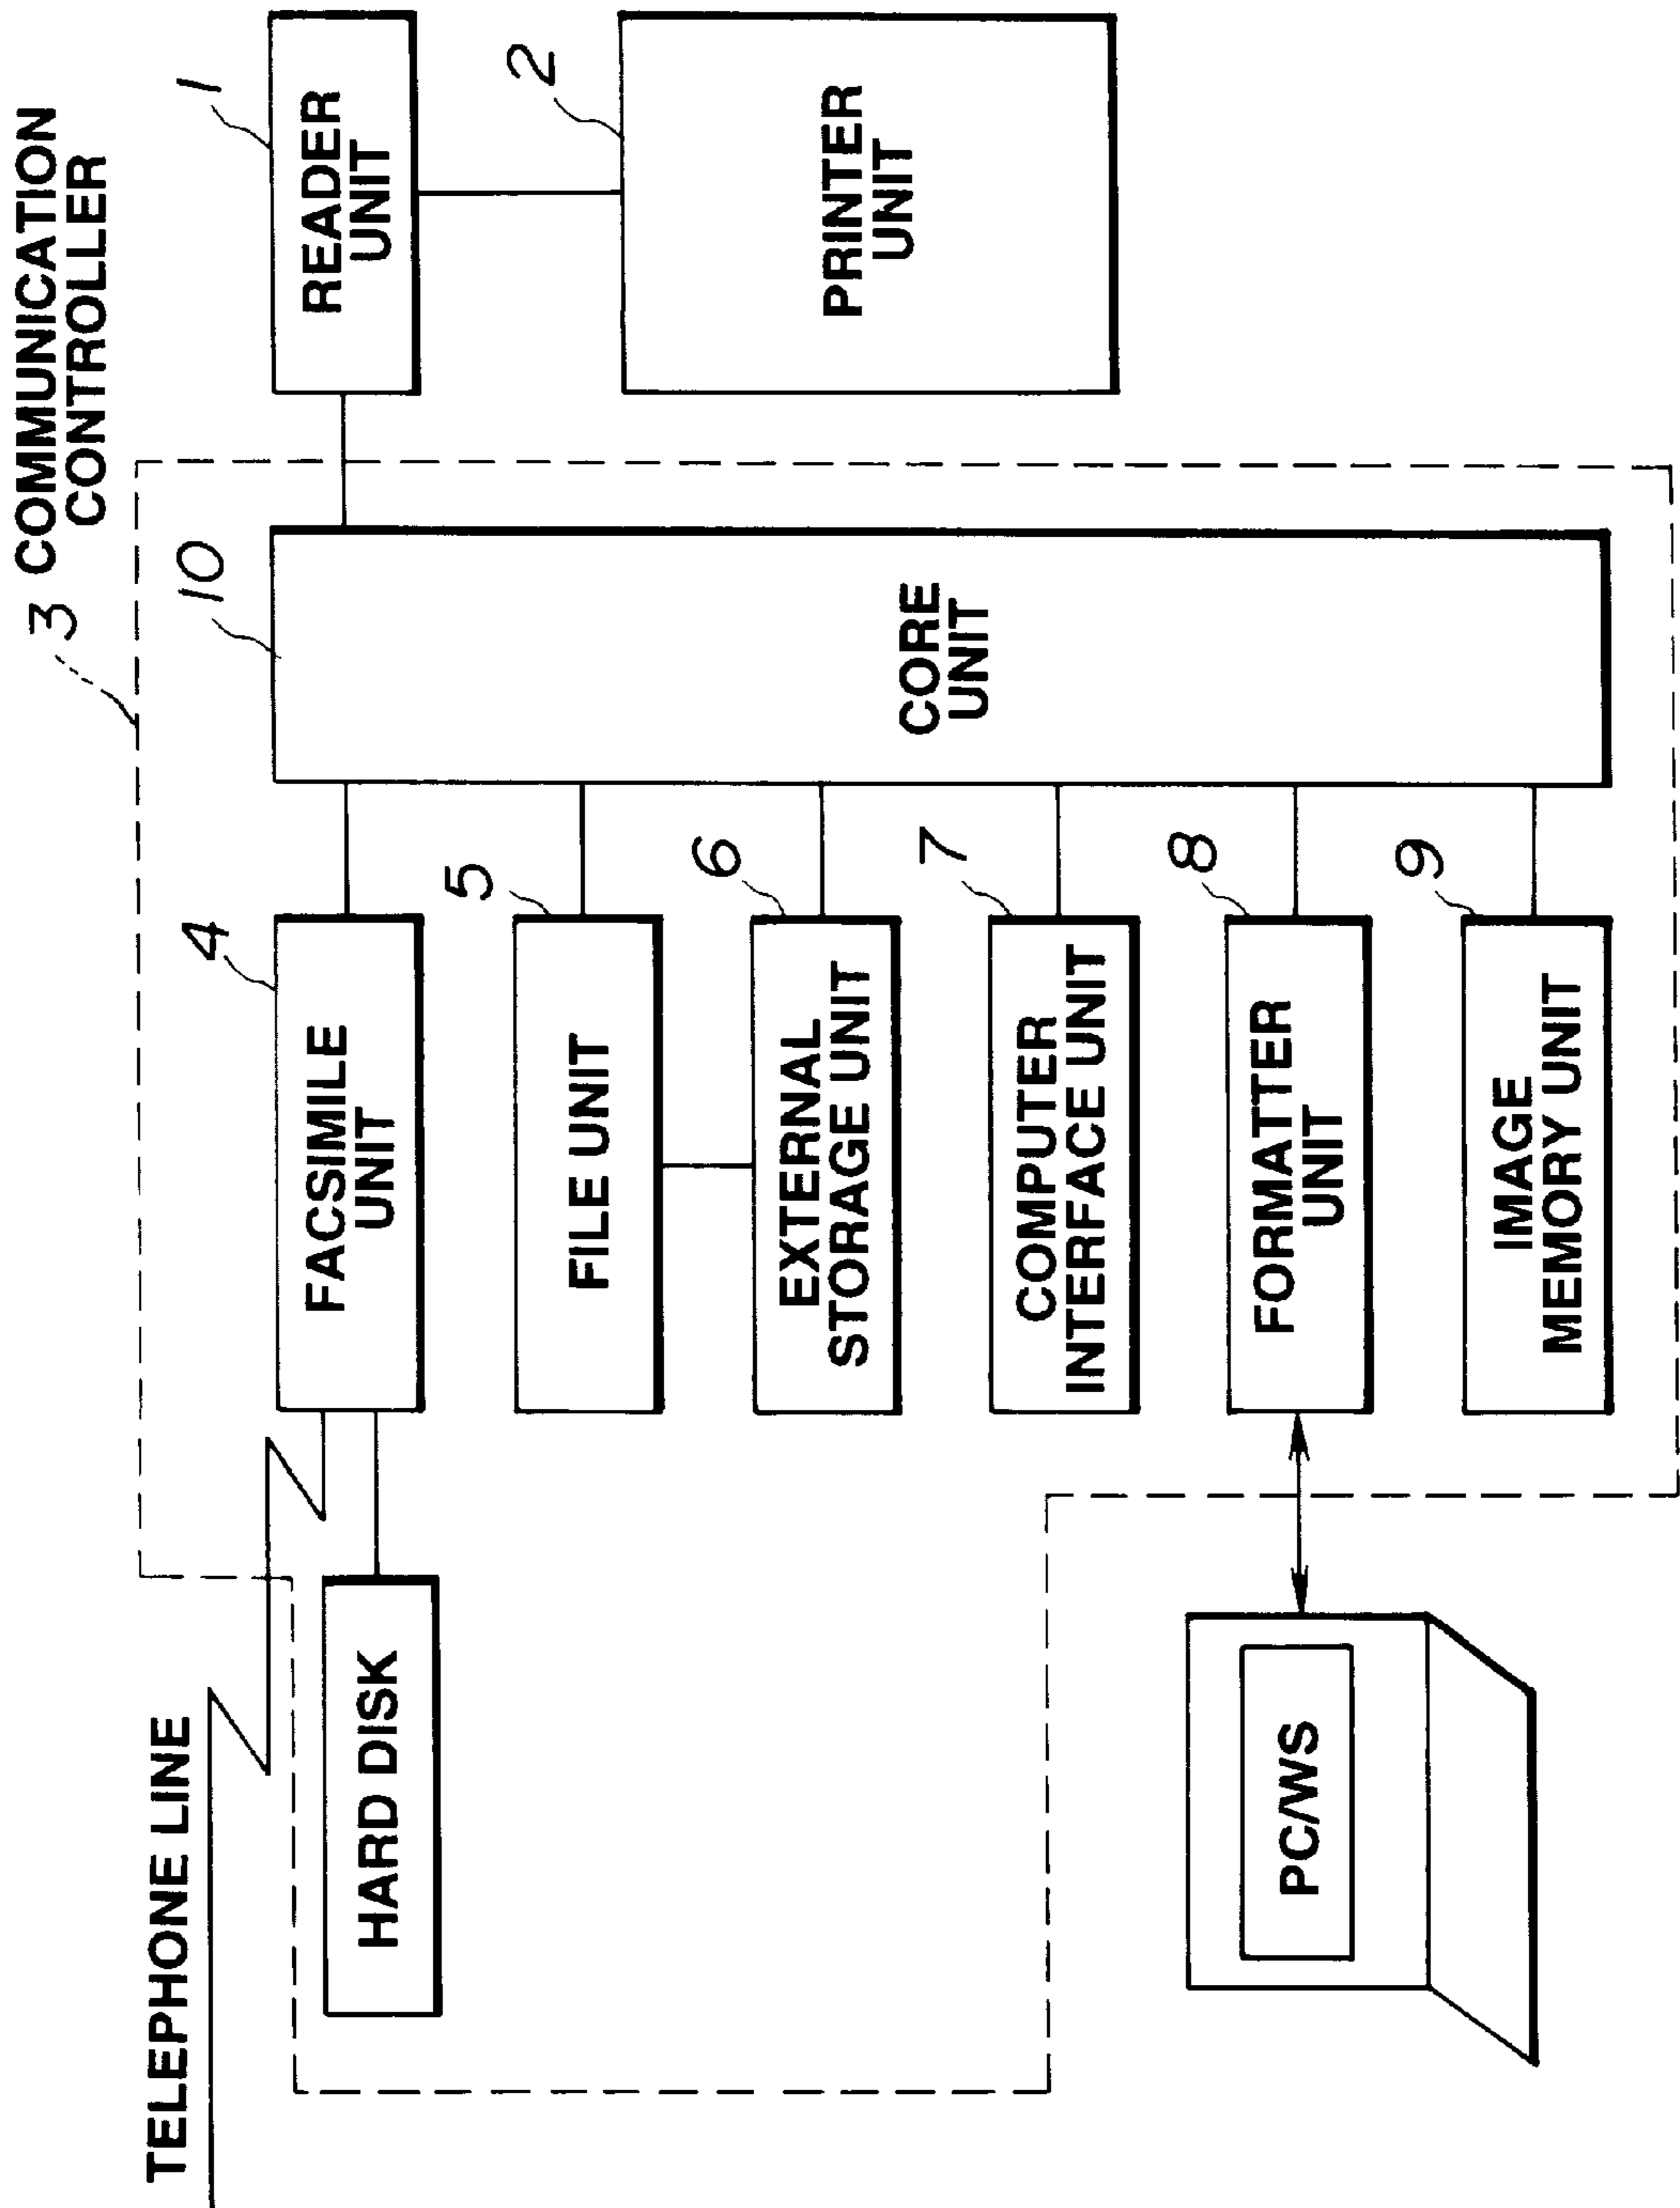 3 COMMUNICATION
CONTROLLER
1
READER
UNIT
2
PRINTER
UNIT
10
CORE
UNIT
4
FACSIMILE
UNIT
5
FILE UNIT
6
EXTERNAL
STORAGE UNIT
7
COMPUTER
INTERFACE UNIT
8
FORMATTER
UNIT
9
IMAGE
MEMORY UNIT
TELEPHONE LINE
HARD DISK
PC/WS